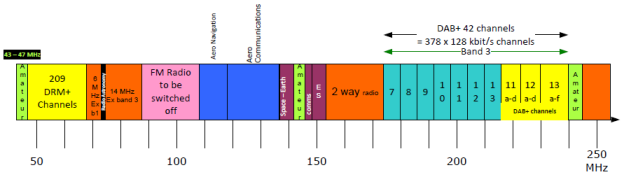 DAB+ 42 channels
= 378 x 128 kbit/s channels
Band 3
Aero Navigation
Aero
Communications
43 – 47 MHz
Amateur
209
DRM+
Channels
8
M
Hz
Ex
b1
14 MHz
Ex band 3
FM Radio
to be
switched
off
Space – Earth
Amateur
comms
E
S
2 way radio
7
8
9
1
0
1
1
1
2
1
3
11
a-d
12
a-d
13
a-f
DAB+ channels
Amateur
50
100
150
200
250
MHz